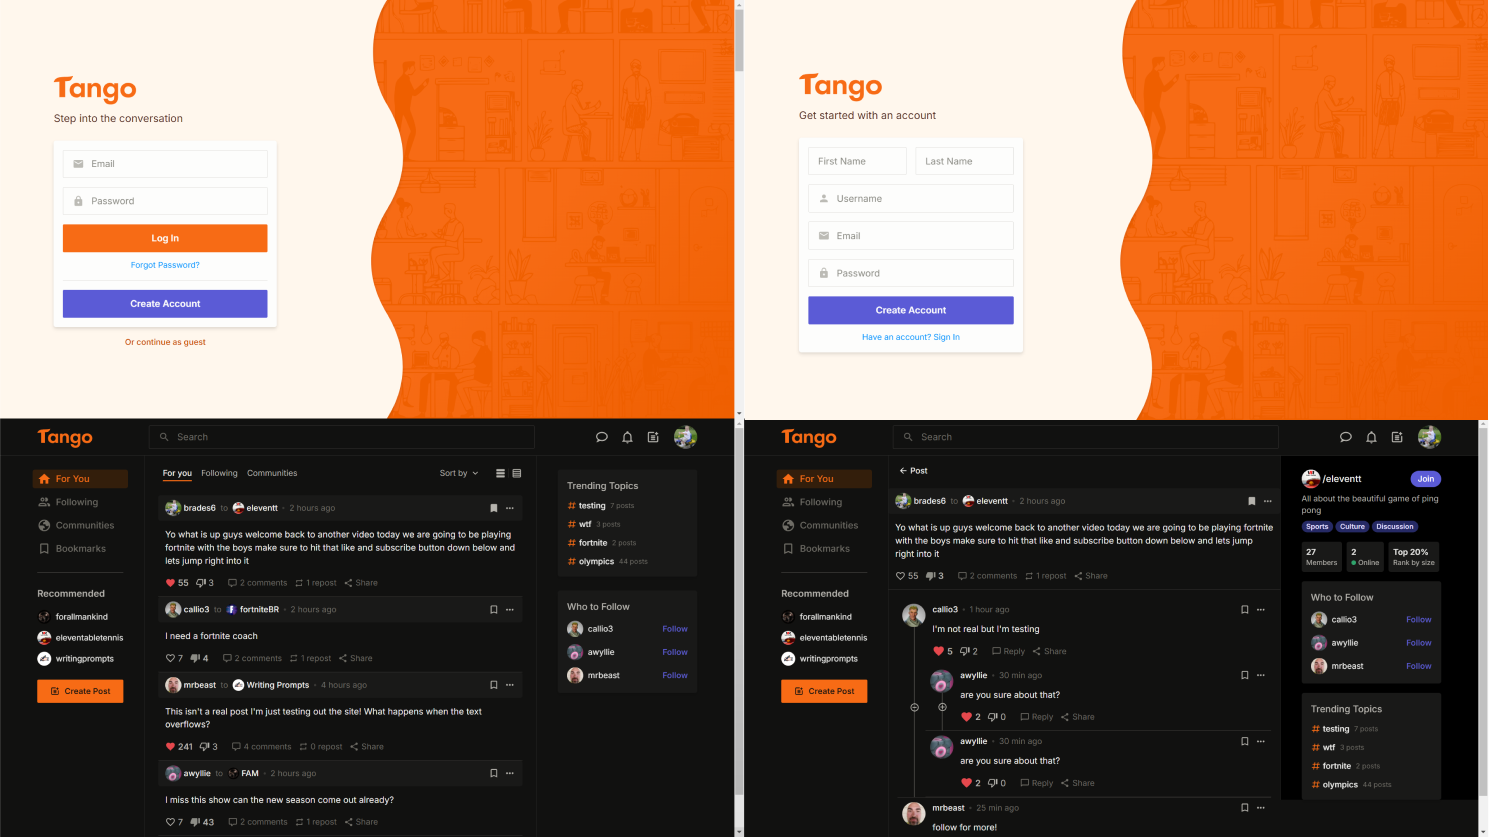 Tango
Step into the conversation
Email
Password
Log In
Forgot Password?
Create Account
Or continue as guest
Tango
Get started with an account
First Name Last Name
Username
Email
Password
Create Account
Have an account? Sign In
Tango
Search
For You
Following
Communities
Bookmarks
Recommended
forallmankind
eleventabletennis
writingprompts
Create Post
For you Following Communities Sort by
brades6 to eleventt • 2 hours ago
Yo what is up guys welcome back to another video today we are going to be playing
fortnite with the boys make sure to hit that like and subscribe button down below and
lets jump right into it
55 3 2 comments 1 repost Share
callio3 to fortniteBR • 2 hours ago
I need a fortnite coach
7 4 2 comments 1 repost Share
mrbeast to Writing Prompts • 4 hours ago
This isn't a real post I'm just testing out the site! What happens when the text
overflows?
241 3 4 comments 0 repost Share
awyllie to FAM • 2 hours ago
I miss this show can the new season come out already?
7 43 2 comments 1 repost Share
Trending Topics
# testing 7 posts
# wtf 3 posts
# fortnite 2 posts
# olympics 44 posts
Who to Follow
callio3 Follow
awyllie Follow
mrbeast Follow
Tango
Search
For You
Following
Communities
Bookmarks
Recommended
forallmankind
eleventabletennis
writingprompts
Create Post
Post
brades6 to eleventt • 2 hours ago
Yo what is up guys welcome back to another video today we are going to be playing fortnite
with the boys make sure to hit that like and subscribe button down below and lets jump
right into it
55 3 2 comments 1 repost Share
callio3 • 1 hour ago
I'm not real but I'm testing
5 2 Reply Share
awyllie • 30 min ago
are you sure about that?
2 0 Reply Share
awyllie • 30 min ago
are you sure about that?
2 0 Reply Share
mrbeast • 25 min ago
follow for more!
/eleventt Join
All about the beautiful game of ping
pong
Sports Culture Discussion
27 2 Top 20%
Members Online Rank by size
Who to Follow
callio3 Follow
awyllie Follow
mrbeast Follow
Trending Topics
# testing 7 posts
# wtf 3 posts
# fortnite 2 posts
# olympics 44 posts